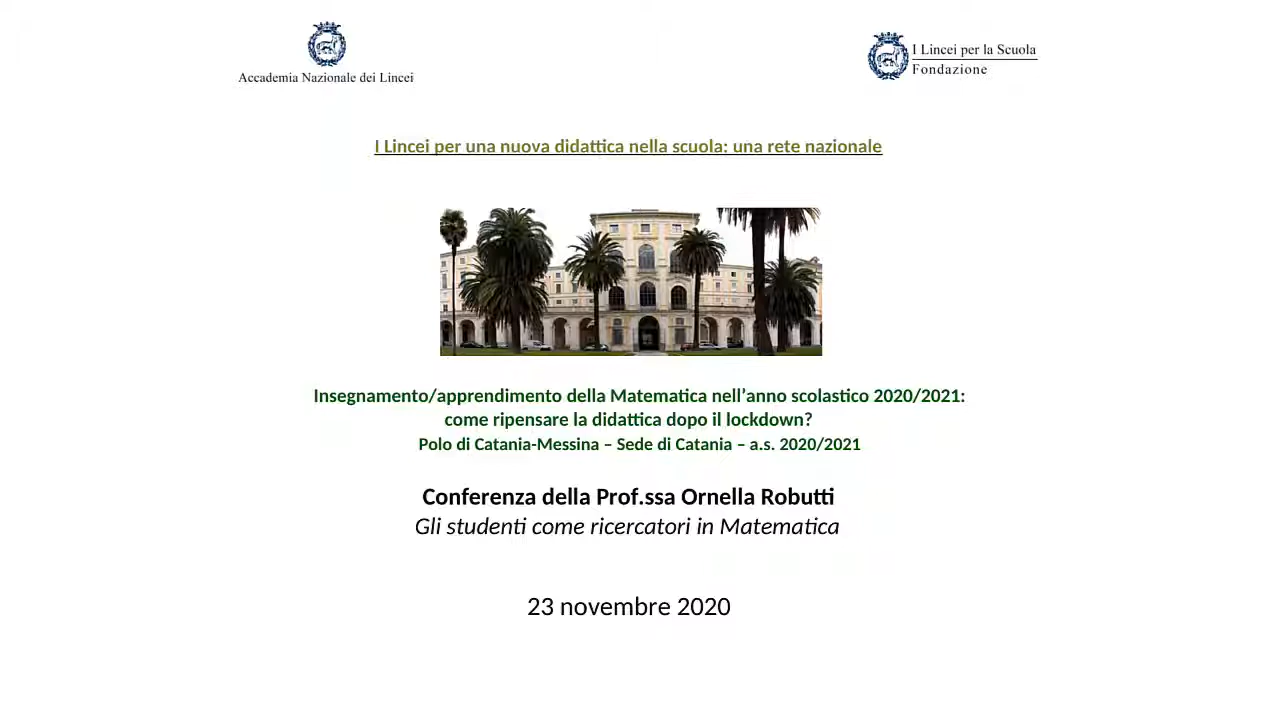 Accademia Nazionale dei Lincei
I Lincei per la Scuola
Fondazione
I Lincei per una nuova didattica nella scuola: una rete nazionale
Insegnamento/apprendimento della Matematica nell’anno scolastico 2020/2021:
come ripensare la didattica dopo il lockdown?
Polo di Catania-Messina – Sede di Catania – a.s. 2020/2021
Conferenza della Prof.ssa Ornella Robutti
Gli studenti come ricercatori in Matematica
23 novembre 2020